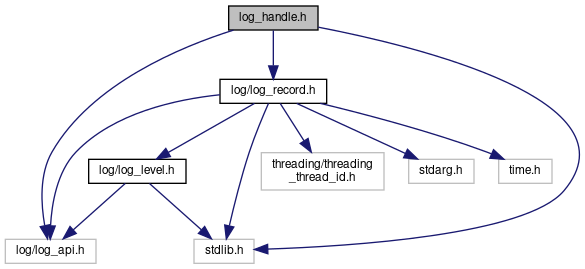 log_handle.h
log/log_record.h
log/log_level.h
threading/threading
_thread_id.h
stdarg.h
time.h
log/log_api.h
stdlib.h